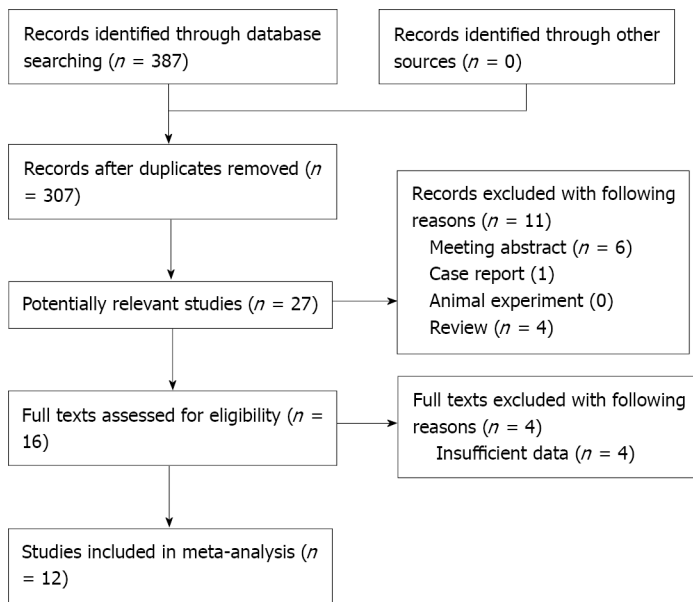 Records identified through database
searching (n = 387)
Records identified through other
sources (n = 0)
Records after duplicates removed (n
= 307)
Records excluded with following
reasons (n = 11)
Meeting abstract (n = 6)
Case report (1)
Animal experiment (0)
Review (n = 4)
Potentially relevant studies (n = 27)
Full texts assessed for eligibility (n =
16)
Full texts excluded with following
reasons (n = 4)
Insufficient data (n = 4)
Studies included in meta-analysis (n
= 12)